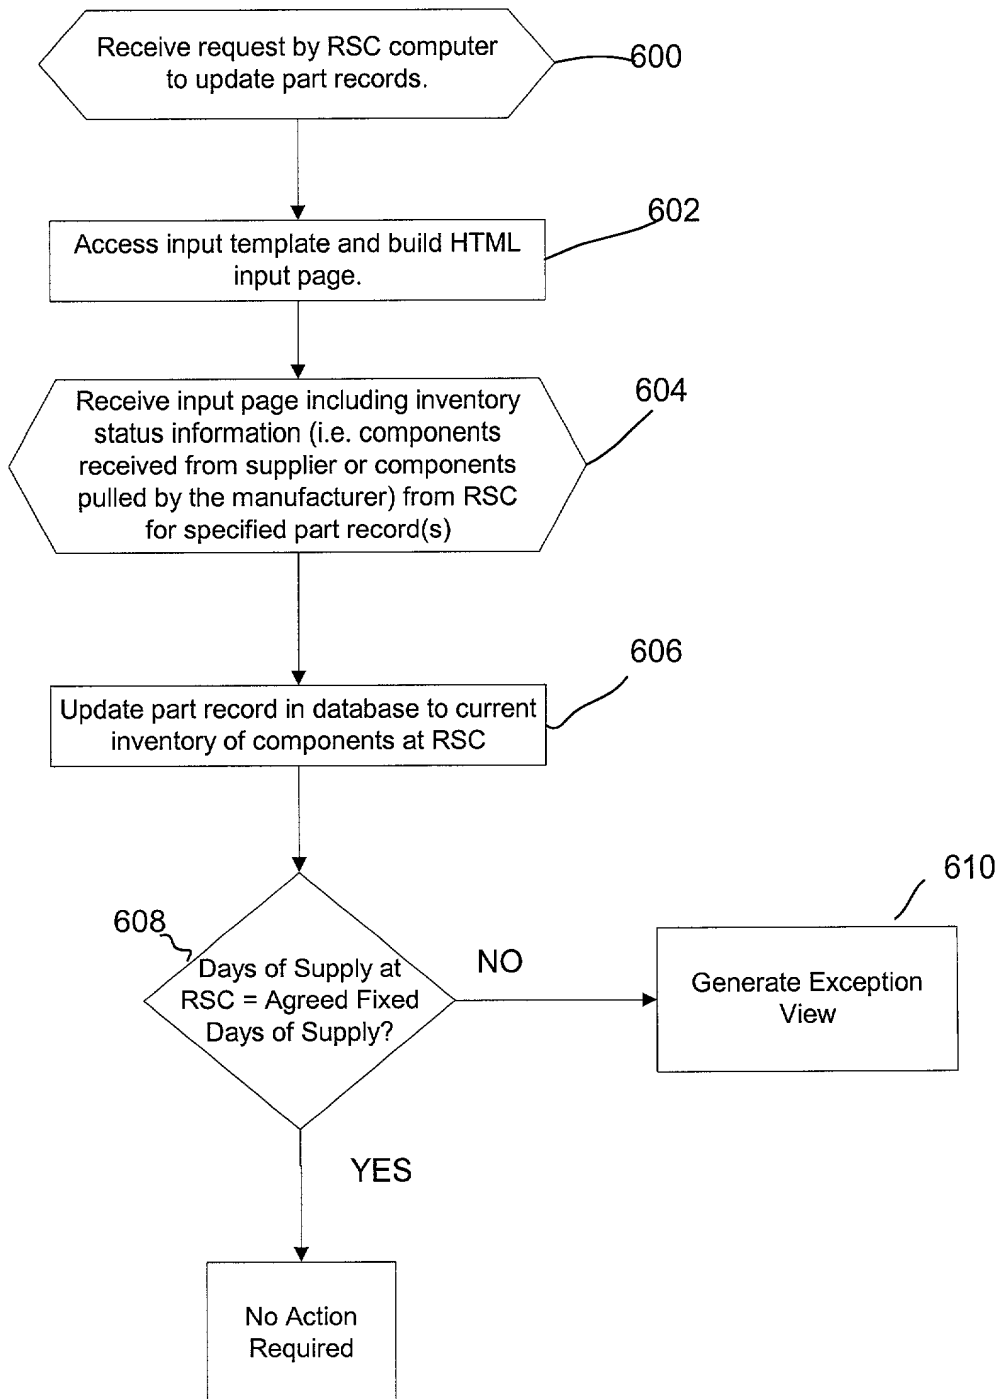 Receive request by RSC computer
to update part records.
600
602
Access input template and build HTML
input page.
604
Receive input page including inventory
status information (i.e. components
received from supplier or components
pulled by the manufacturer) from RSC
for specified part record(s)
606
Update part record in database to current
inventory of components at RSC
608
Days of Supply at
RSC = Agreed Fixed
Days of Supply?
NO
610
Generate Exception
View
YES
No Action
Required